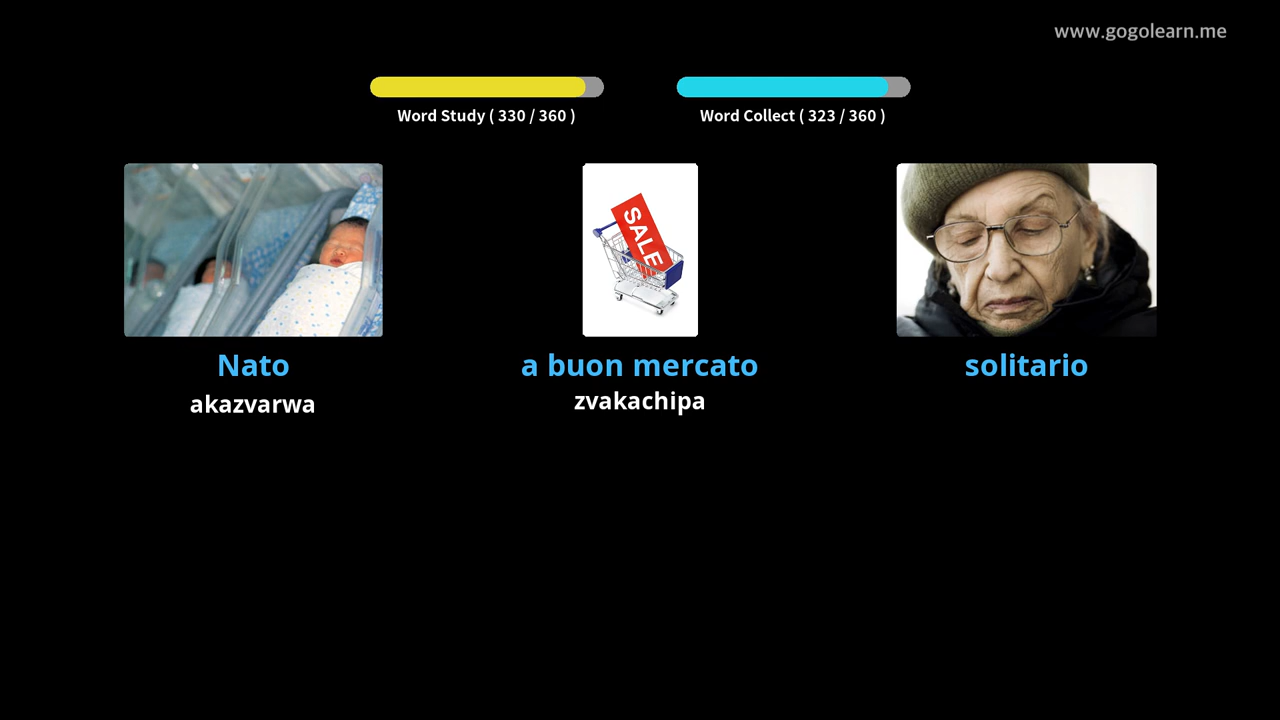 www.gogolearn.me
Word Study ( 330 / 360 )
Word Collect ( 323 / 360 )
SALE
Nato
a buon mercato
solitario
akazvarwa
zvakachipa